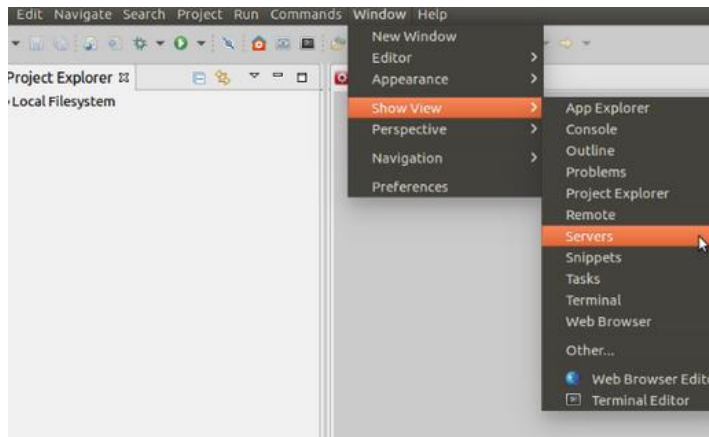 Edit Navigate Search Project Run Commands Window Help
Project Explorer
Local Filesystem
New Window
Editor
Appearance
Show View
Perspective
Navigation
Preferences
App Explorer
Console
Outline
Problems
Project Explorer
Remote
Servers
Snippets
Tasks
Terminal
Web Browser
Other...
Web Browser Edit
Terminal Editor